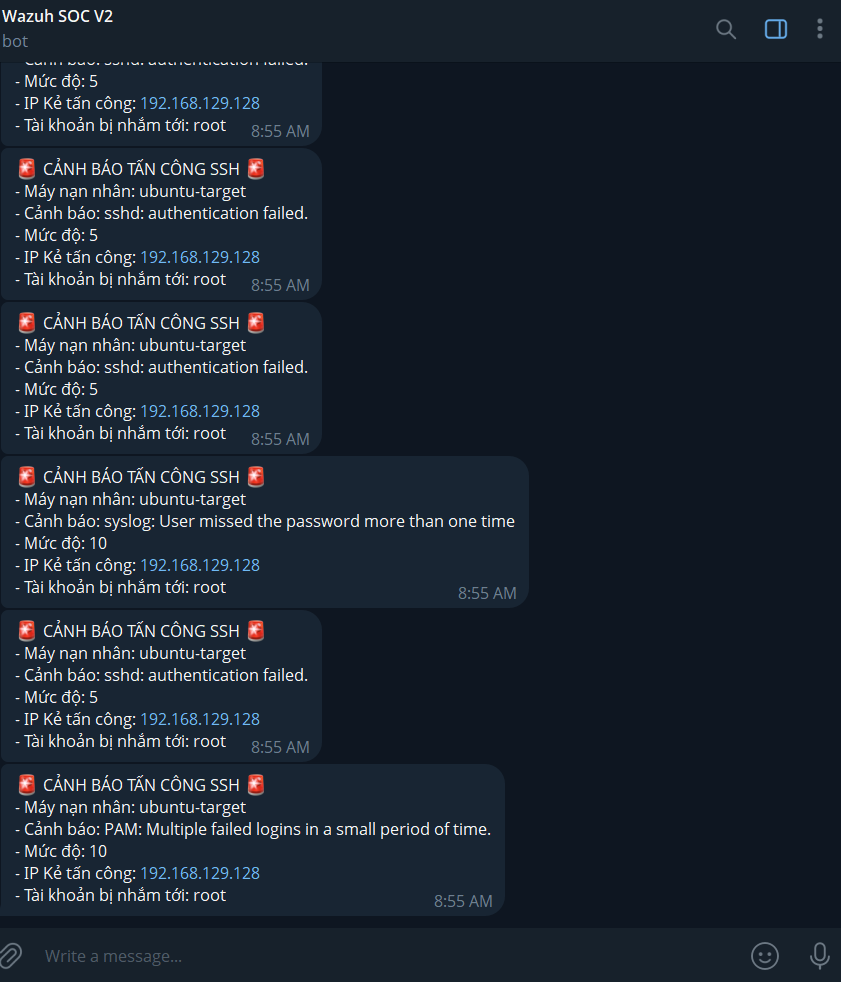 Wazuh SOC V2
bot
- Cảnh báo: sshd: authentication failed.
- Mức độ: 5
- IP Kẻ tấn công: 192.168.129.128
- Tài khoản bị nhắm tới: root
8:55 AM
🚨 CẢNH BÁO TẤN CÔNG SSH 🚨
- Máy nạn nhân: ubuntu-target
- Cảnh báo: sshd: authentication failed.
- Mức độ: 5
- IP Kẻ tấn công: 192.168.129.128
- Tài khoản bị nhắm tới: root
8:55 AM
🚨 CẢNH BÁO TẤN CÔNG SSH 🚨
- Máy nạn nhân: ubuntu-target
- Cảnh báo: sshd: authentication failed.
- Mức độ: 5
- IP Kẻ tấn công: 192.168.129.128
- Tài khoản bị nhắm tới: root
8:55 AM
🚨 CẢNH BÁO TẤN CÔNG SSH 🚨
- Máy nạn nhân: ubuntu-target
- Cảnh báo: syslog: User missed the password more than one time
- Mức độ: 10
- IP Kẻ tấn công: 192.168.129.128
- Tài khoản bị nhắm tới: root
8:55 AM
🚨 CẢNH BÁO TẤN CÔNG SSH 🚨
- Máy nạn nhân: ubuntu-target
- Cảnh báo: sshd: authentication failed.
- Mức độ: 5
- IP Kẻ tấn công: 192.168.129.128
- Tài khoản bị nhắm tới: root
8:55 AM
🚨 CẢNH BÁO TẤN CÔNG SSH 🚨
- Máy nạn nhân: ubuntu-target
- Cảnh báo: PAM: Multiple failed logins in a small period of time.
- Mức độ: 10
- IP Kẻ tấn công: 192.168.129.128
- Tài khoản bị nhắm tới: root
8:55 AM
Write a message...